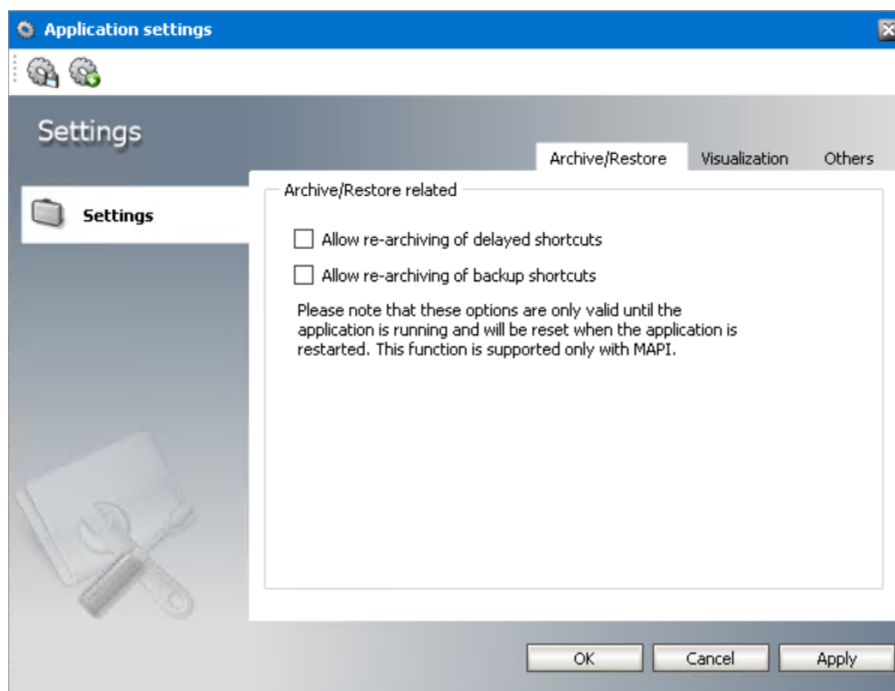 Application settings
Settings
Archive/Restore
Visualization
Others
Settings
Archive/Restore related
Allow re-archiving of delayed shortcuts
Allow re-archiving of backup shortcuts
Please note that these options are only valid until the
application is running and will be reset when the application is
restarted. This function is supported only with MAPI.
OK
Cancel
Apply